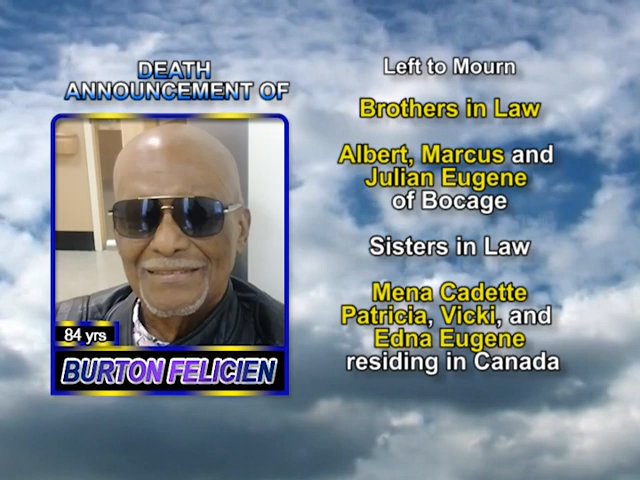 DEATH
ANNOUNCEMENT OF
84 yrs
BURTON FELICIEN
Left to Mourn
Brothers in Law
Albert, Marcus and
Julian Eugene
of Bocage
Sisters in Law
Mena Cadette
Patricia, Vicki, and
Edna Eugene
residing in Canada